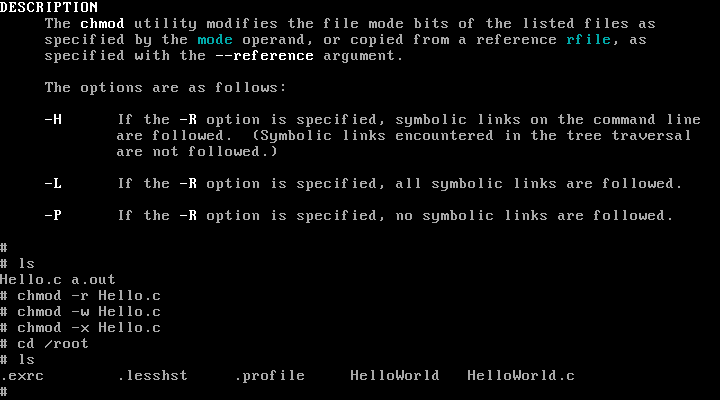 DESCRIPTION
The chmod utility modifies the file mode bits of the listed files as
specified by the mode operand, or copied from a reference rfile, as
specified with the --reference argument.
The options are as follows:
-H If the -R option is specified, symbolic links on the command line
are followed. (Symbolic links encountered in the tree traversal
are not followed.)
-L If the -R option is specified, all symbolic links are followed.
-P If the -R option is specified, no symbolic links are followed.
#
# ls
Hello.c a.out
# chmod -r Hello.c
# chmod -w Hello.c
# chmod -x Hello.c
# cd /root
# ls
.exrc .lesshst .profile HelloWorld HelloWorld.c
#